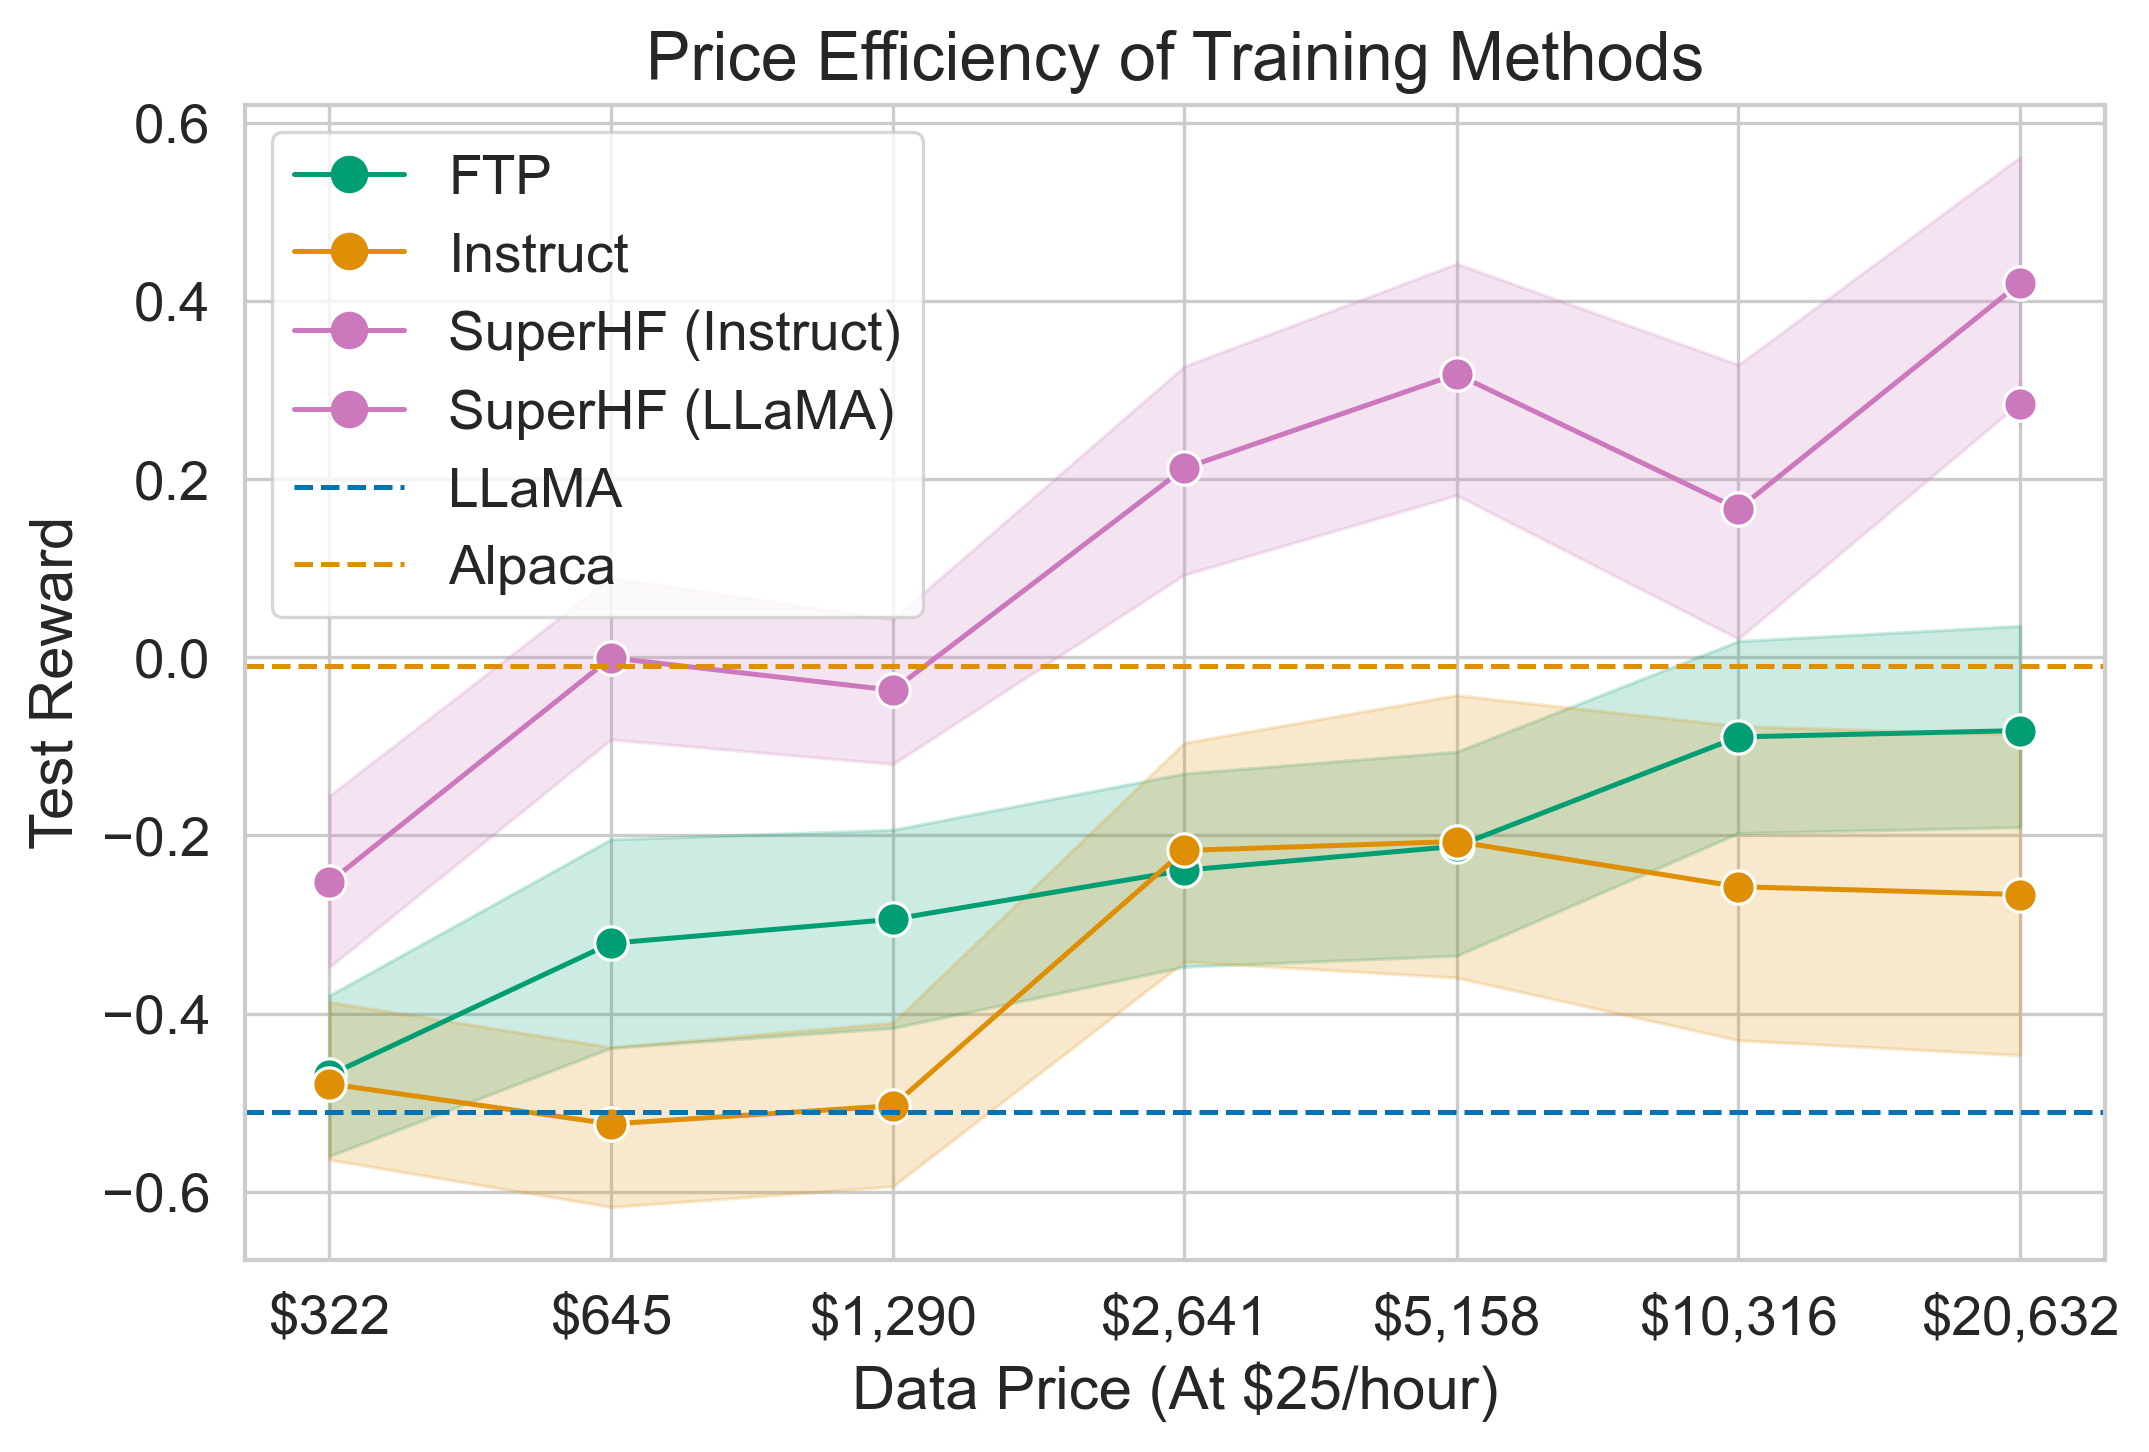 Price Efficiency of Training Methods
0.6
0.4
0.2
0.0
−0.2
−0.4
−0.6
Test Reward
FTP
Instruct
SuperHF (Instruct)
SuperHF (LLaMA)
LLaMA
Alpaca
$322 $645 $1,290 $2,641 $5,158 $10,316 $20,632
Data Price (At $25/hour)